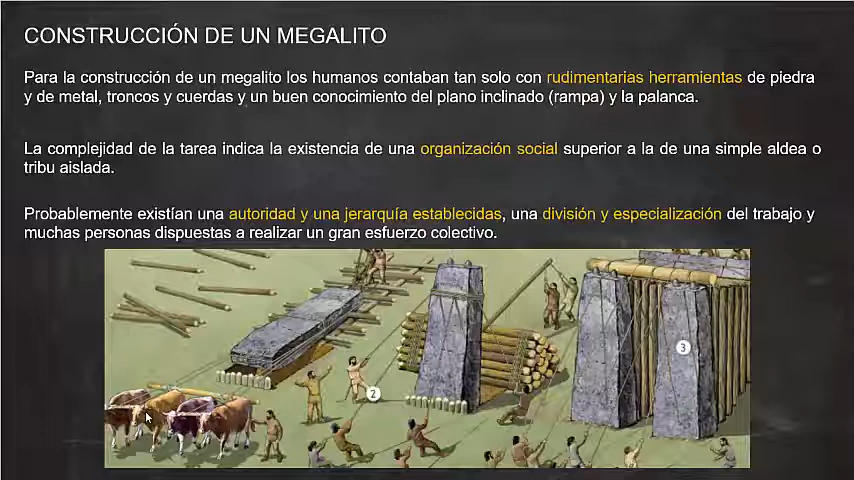 CONSTRUCCIÓN DE UN MEGALITO
Para la construcción de un megalito los humanos contaban tan solo con rudimentarias herramientas de piedra
y de metal, troncos y cuerdas y un buen conocimiento del plano inclinado (rampa) y la palanca.
La complejidad de la tarea indica la existencia de una organización social superior a la de una simple aldea o
tribu aislada.
Probablemente existían una autoridad y una jerarquía establecidas, una división y especialización del trabajo y
muchas personas dispuestas a realizar un gran esfuerzo colectivo.
3
2